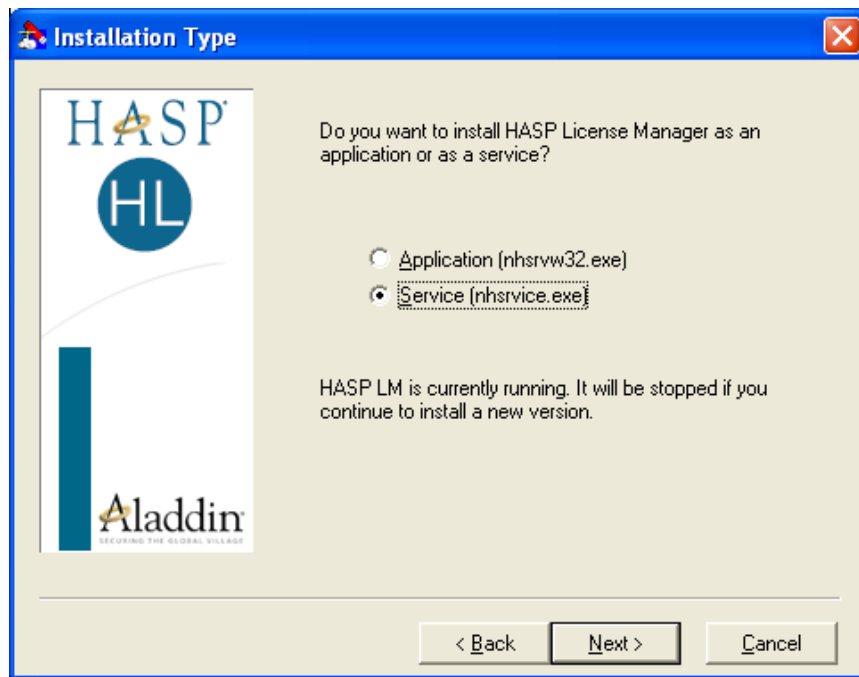 Installation Type
HASP
HL
Do you want to install HASP License Manager as an
application or as a service?
Application (nhsrvw32.exe)
Service (nhsrvice.exe)
HASP LM is currently running. It will be stopped if you
continue to install a new version.
Aladdin
SECURING THE GLOBAL VILLAGE
< Back
Next >
Cancel